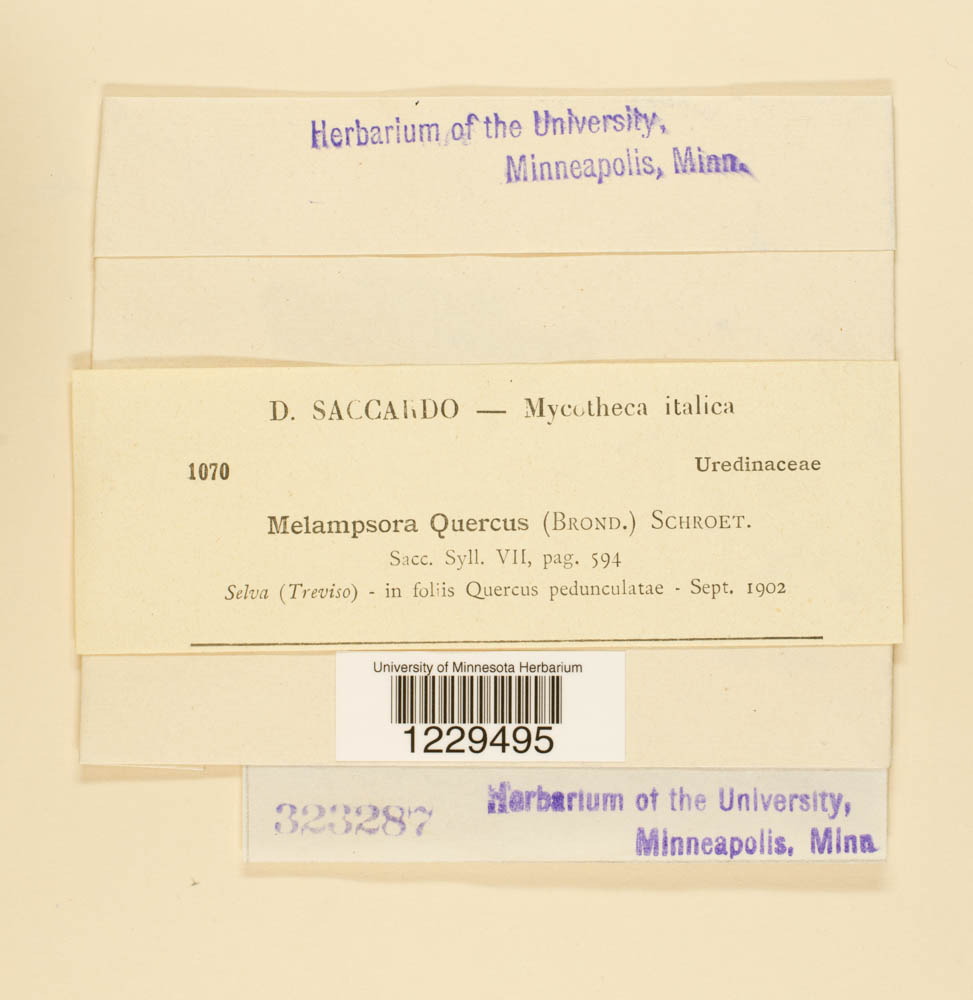 Herbarium of the University,
Minneapolis, Minn.
D. SACCARDO — Mycotheca italica
1070
Uredinaceae
Melampsora Quercus (BROND.) SCHROET.
Sacc. Syll. VII, pag. 594
Selva (Treviso) - in foliis Quercus pedunculatae - Sept. 1902
University of Minnesota Herbarium
1229495
323287
Herbarium of the University,
Minneapolis, Minn